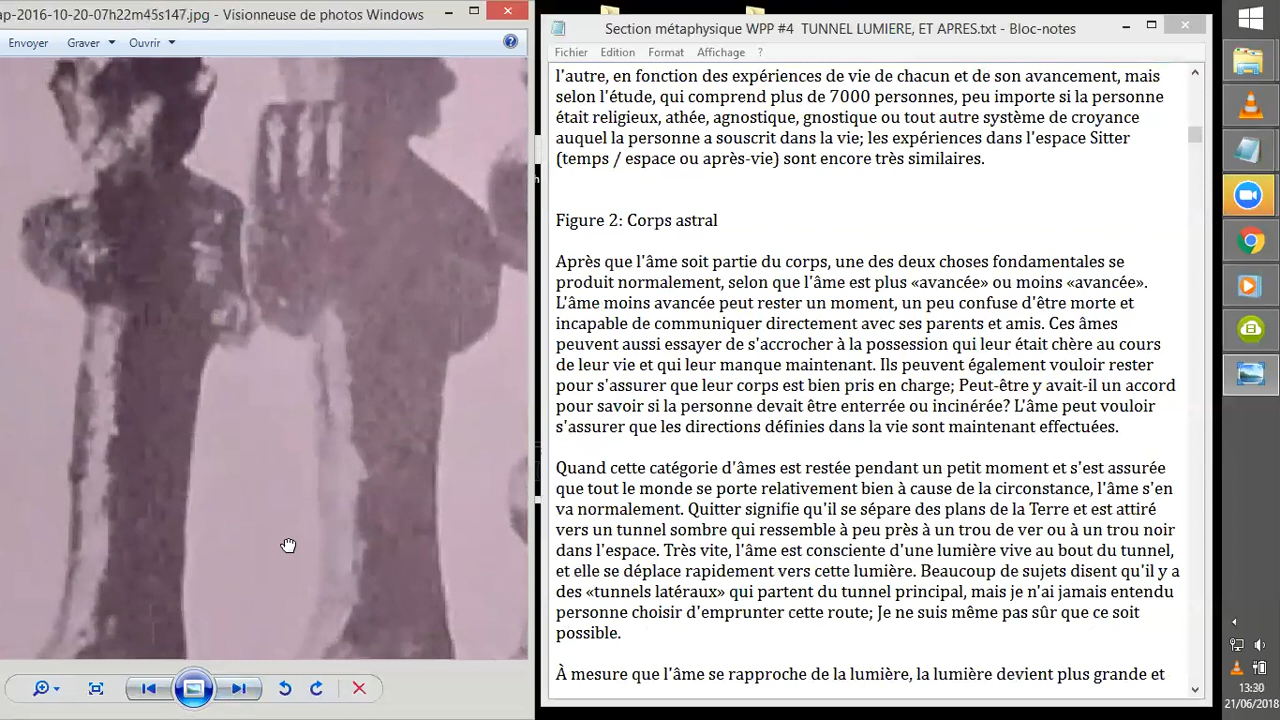 ap-2016-10-20-07h22m45s147.jpg - Visionneuse de photos Windows
Envoyer Graver Ouvrir
Section métaphysique WPP #4 TUNNEL LUMIERE, ET APRES.txt - Bloc-notes
Fichier Edition Format Affichage ?
l'autre, en fonction des expériences de vie de chacun et de son avancement, mais
selon l'étude, qui comprend plus de 7000 personnes, peu importe si la personne
était religieux, athée, agnostique, gnostique ou tout autre système de croyance
auquel la personne a souscrit dans la vie; les expériences dans l'espace Sitter
(temps / espace ou après-vie) sont encore très similaires.
Figure 2: Corps astral
Après que l'âme soit partie du corps, une des deux choses fondamentales se
produit normalement, selon que l'âme est plus «avancée» ou moins «avancée».
L'âme moins avancée peut rester un moment, un peu confuse d'être morte et
incapable de communiquer directement avec ses parents et amis. Ces âmes
peuvent aussi essayer de s'accrocher à la possession qui leur était chère au cours
de leur vie et qui leur manque maintenant. Ils peuvent également vouloir rester
pour s'assurer que leur corps est bien pris en charge; Peut-être y avait-il un accord
pour savoir si la personne devait être enterrée ou incinérée? L'âme peut vouloir
s'assurer que les directions définies dans la vie sont maintenant effectuées.
Quand cette catégorie d'âmes est restée pendant un petit moment et s'est assurée
que tout le monde se porte relativement bien à cause de la circonstance, l'âme s'en
va normalement. Quitter signifie qu'il se sépare des plans de la Terre et est attiré
vers un tunnel sombre qui ressemble à peu près à un trou de ver ou à un trou noir
dans l'espace. Très vite, l'âme est consciente d'une lumière vive au bout du tunnel,
et elle se déplace rapidement vers cette lumière. Beaucoup de sujets disent qu'il y a
des «tunnels latéraux» qui partent du tunnel principal, mais je n'ai jamais entendu
personne choisir d'emprunter cette route; Je ne suis même pas sûr que ce soit
possible.
À mesure que l'âme se rapproche de la lumière, la lumière devient plus grande et
13:30
21/06/2018